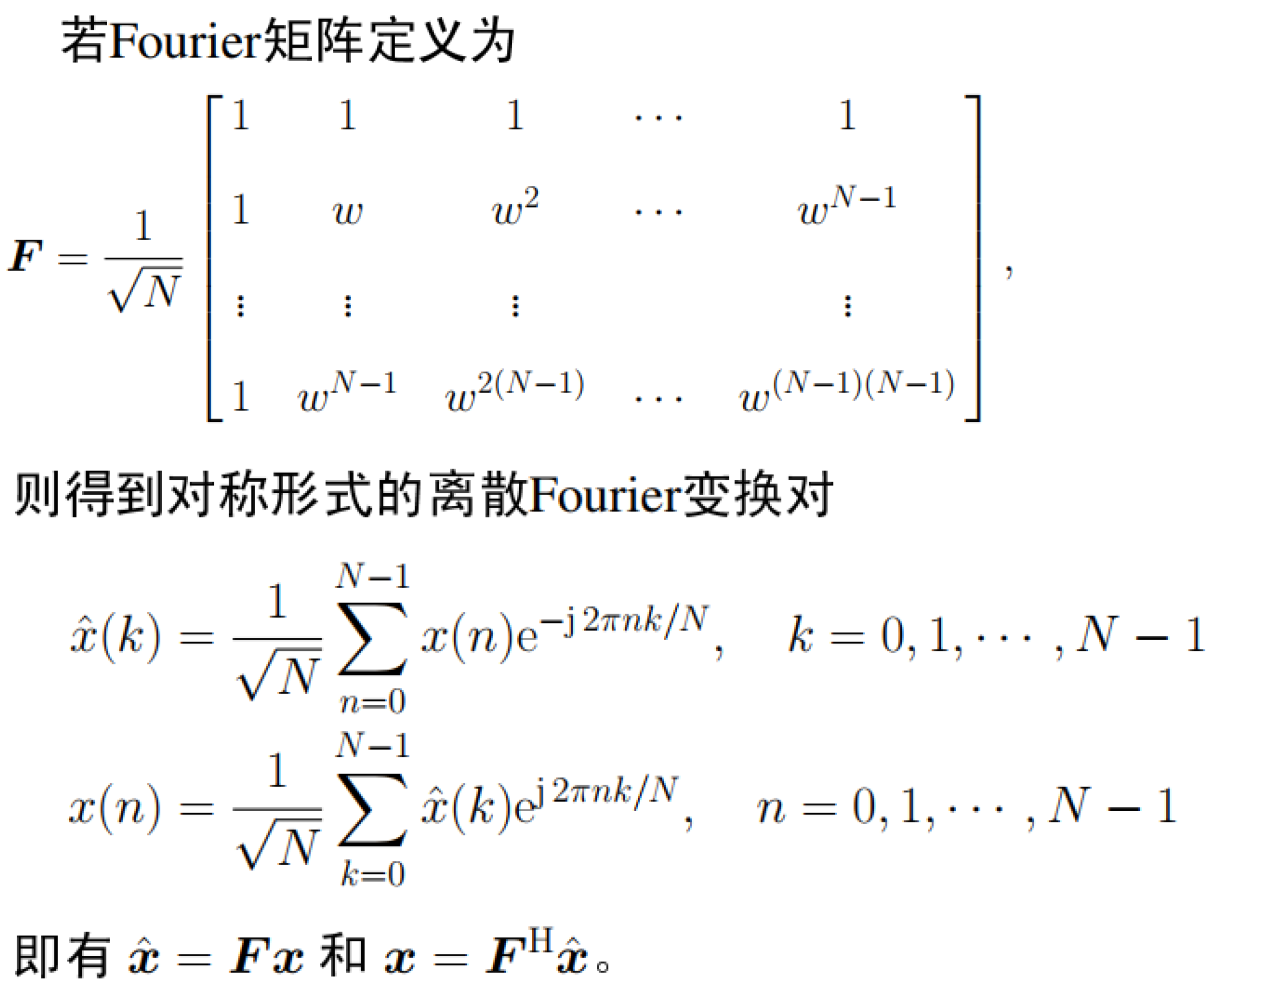 若Fourier矩阵定义为
$\boldsymbol{F} = \frac{1}{\sqrt{N}} \begin{bmatrix} 1 & 1 & 1 & \cdots & 1 \\ 1 & w & w^2 & \cdots & w^{N-1} \\ \vdots & \vdots & \vdots & & \vdots \\ 1 & w^{N-1} & w^{2(N-1)} & \cdots & w^{(N-1)(N-1)} \end{bmatrix},$
则得到对称形式的离散Fourier变换对
$\hat{x}(k) = \frac{1}{\sqrt{N}} \sum_{n=0}^{N-1} x(n) \mathrm{e}^{-\mathrm{j}\,2\pi nk/N}, \quad k = 0, 1, \cdots, N-1$
$x(n) = \frac{1}{\sqrt{N}} \sum_{k=0}^{N-1} \hat{x}(k) \mathrm{e}^{\mathrm{j}\,2\pi nk/N}, \quad n = 0, 1, \cdots, N-1$
即有 $\hat{\boldsymbol{x}} = \boldsymbol{F}\boldsymbol{x}$ 和 $\boldsymbol{x} = \boldsymbol{F}^{\mathrm{H}}\hat{\boldsymbol{x}}$。